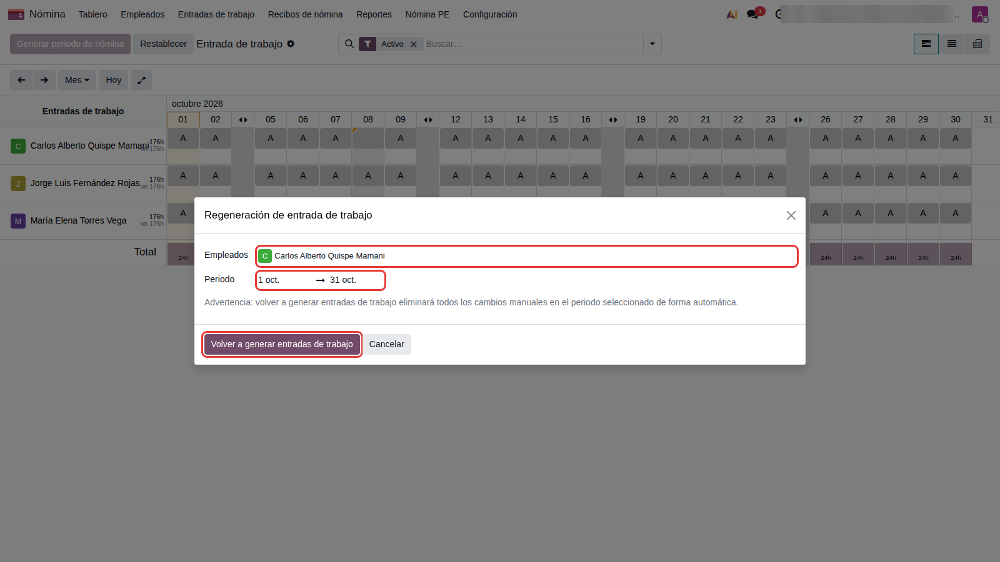 Nómina Tablero Empleados Entradas de trabajo Recibos de nómina Reportes Nómina PE Configuración AI 1 .. A
Generar periodo de nómina Restablecer Entrada de trabajo Activo Buscar...
Mes Hoy
Entradas de trabajo octubre 2026
01 02 05 06 07 08 09 12 13 14 15 16 19 20 21 22 23 26 27 28 29 30 31
C Carlos Alberto Quispe Mamani 176h A A A A A A A A A A A A A A A A A A A A A
on 176h
J Jorge Luis Fernández Rojas 176h A A A A A A A A A A A A A A A A A A A A A A
on 176h
M María Elena Torres Vega 176h A A A A A A
on 176h
Total 24h 24h 24h 24h 24h 24h
Regeneración de entrada de trabajo
Empleados C Carlos Alberto Quispe Mamani
Periodo 1 oct. 31 oct.
Advertencia: volver a generar entradas de trabajo eliminará todos los cambios manuales en el periodo seleccionado de forma automática.
Volver a generar entradas de trabajo Cancelar